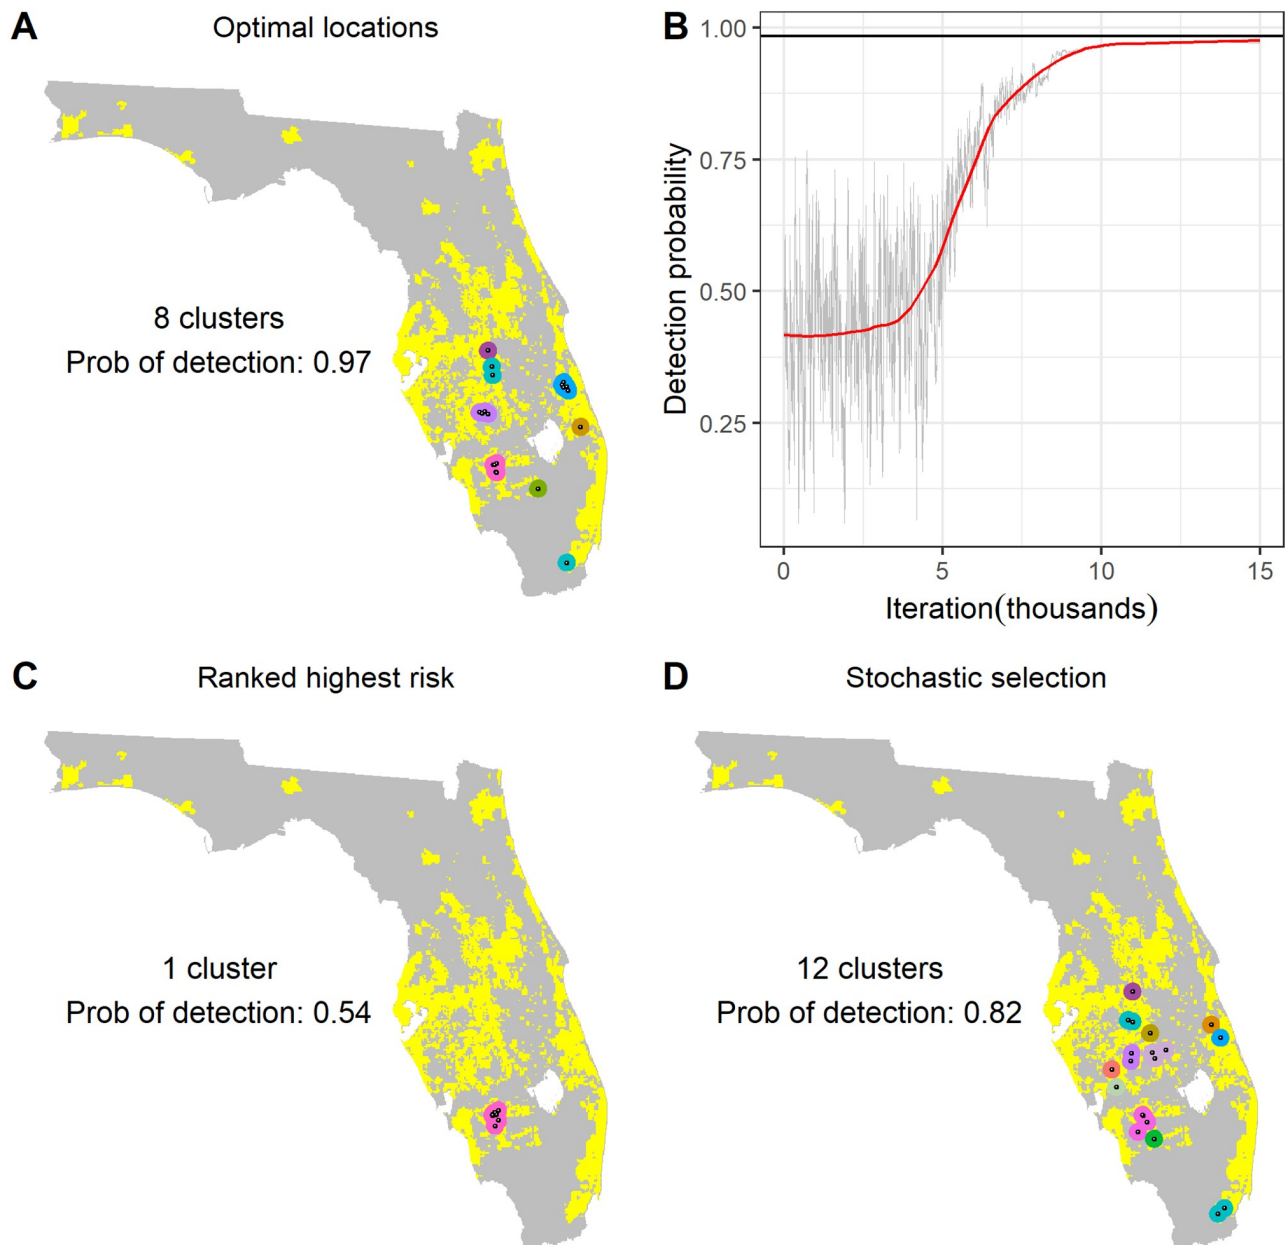 A
Optimal locations
8 clusters
Prob of detection: 0.97
B
1.00
0.75
0.50
0.25
Detection probability
0
5
10
15
Iteration(thousands)
C
Ranked highest risk
1 cluster
Prob of detection: 0.54
D
Stochastic selection
12 clusters
Prob of detection: 0.82